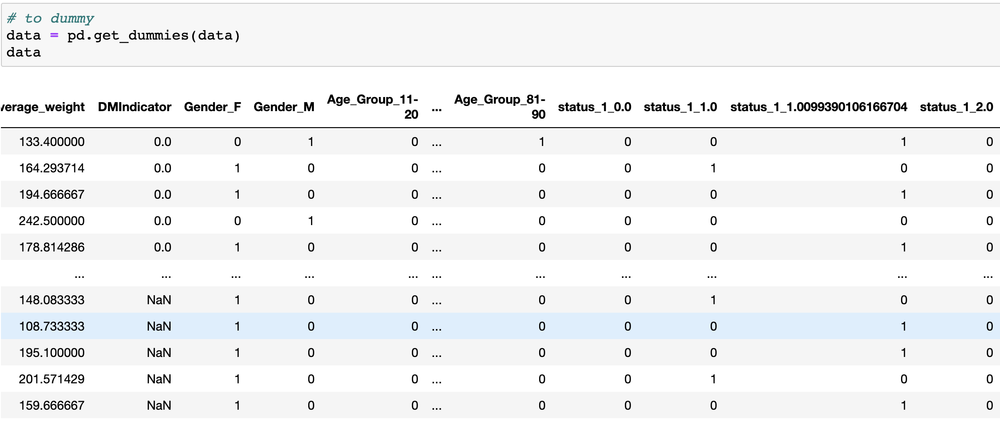 # to dummy
data = pd.get_dummies(data)
data
verage_weight DMIndicator Gender_F Gender_M Age_Group_11-20 ... Age_Group_81-90 status_1_0.0 status_1_1.0 status_1_1.0099390106166704 status_1_2.0
133.400000 0.0 0 1 0 ... 1 0 0 1 0
164.293714 0.0 1 0 0 ... 0 0 1 0 0
194.666667 0.0 1 0 0 ... 0 0 0 1 0
242.500000 0.0 0 1 0 ... 0 0 0 0 0
178.814286 0.0 1 0 0 ... 0 0 0 1 0
... ... ... ... ... ... ... ... ... ... ...
148.083333 NaN 1 0 0 ... 0 0 1 0 0
108.733333 NaN 1 0 0 ... 0 0 0 1 0
195.100000 NaN 1 0 0 ... 0 0 0 1 0
201.571429 NaN 1 0 0 ... 0 0 1 0 0
159.666667 NaN 1 0 0 ... 0 0 0 1 0